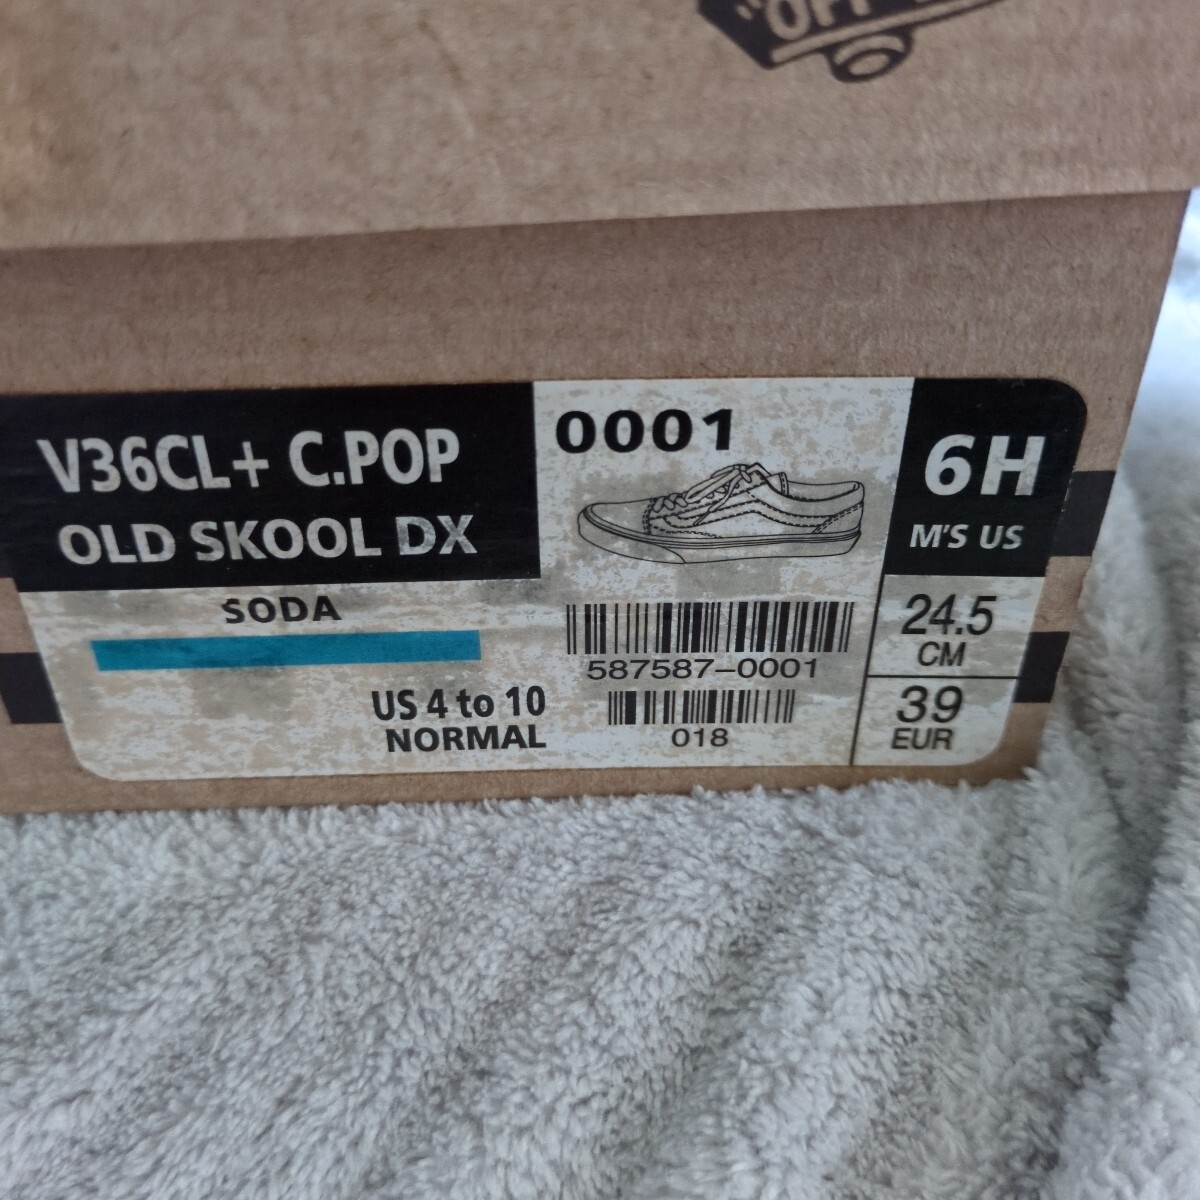 "OFF
V36CL+ C.POP
OLD SKOOL DX
0001
6H
M'S US
SODA
24.5
CM
587587-0001
US 4 to 10
NORMAL
018
39
EUR